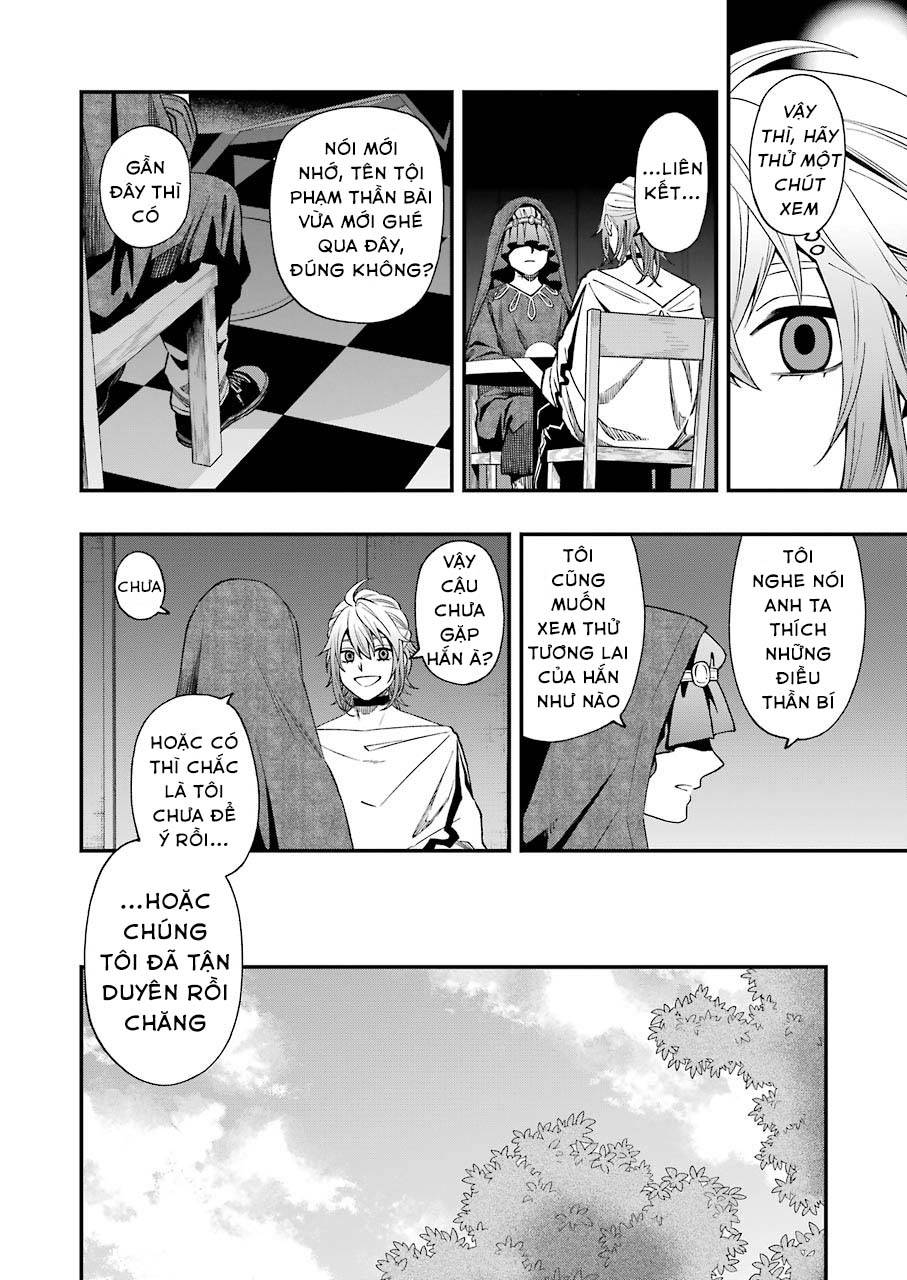 VẬY
THÌ, HÃY
THỬ MỘT
CHÚT
XEM
...LIÊN
KẾT...
NÓI MỚI
NHỚ, TÊN TỘI
PHẠM THẦN BÀI
VỪA MỚI GHÉ
QUA ĐÂY,
ĐÚNG KHÔNG?
GẦN
ĐÂY THÌ
CÓ
TÔI
NGHE NÓI
ANH TA
THÍCH
NHỮNG
ĐIỀU
THẦN BÍ
TÔI
CŨNG
MUỐN
XEM THỬ
TƯƠNG LAI
CỦA HẮN
NHƯ NÀO
VẬY
CẬU
CHƯA
GẶP
HẮN À?
CHƯA
HOẶC CÓ
THÌ CHẮC
LÀ TÔI
CHƯA ĐỂ
Ý RỒI...
...HOẶC
CHÚNG
TÔI ĐÃ TẬN
DUYÊN RỒI
CHĂNG